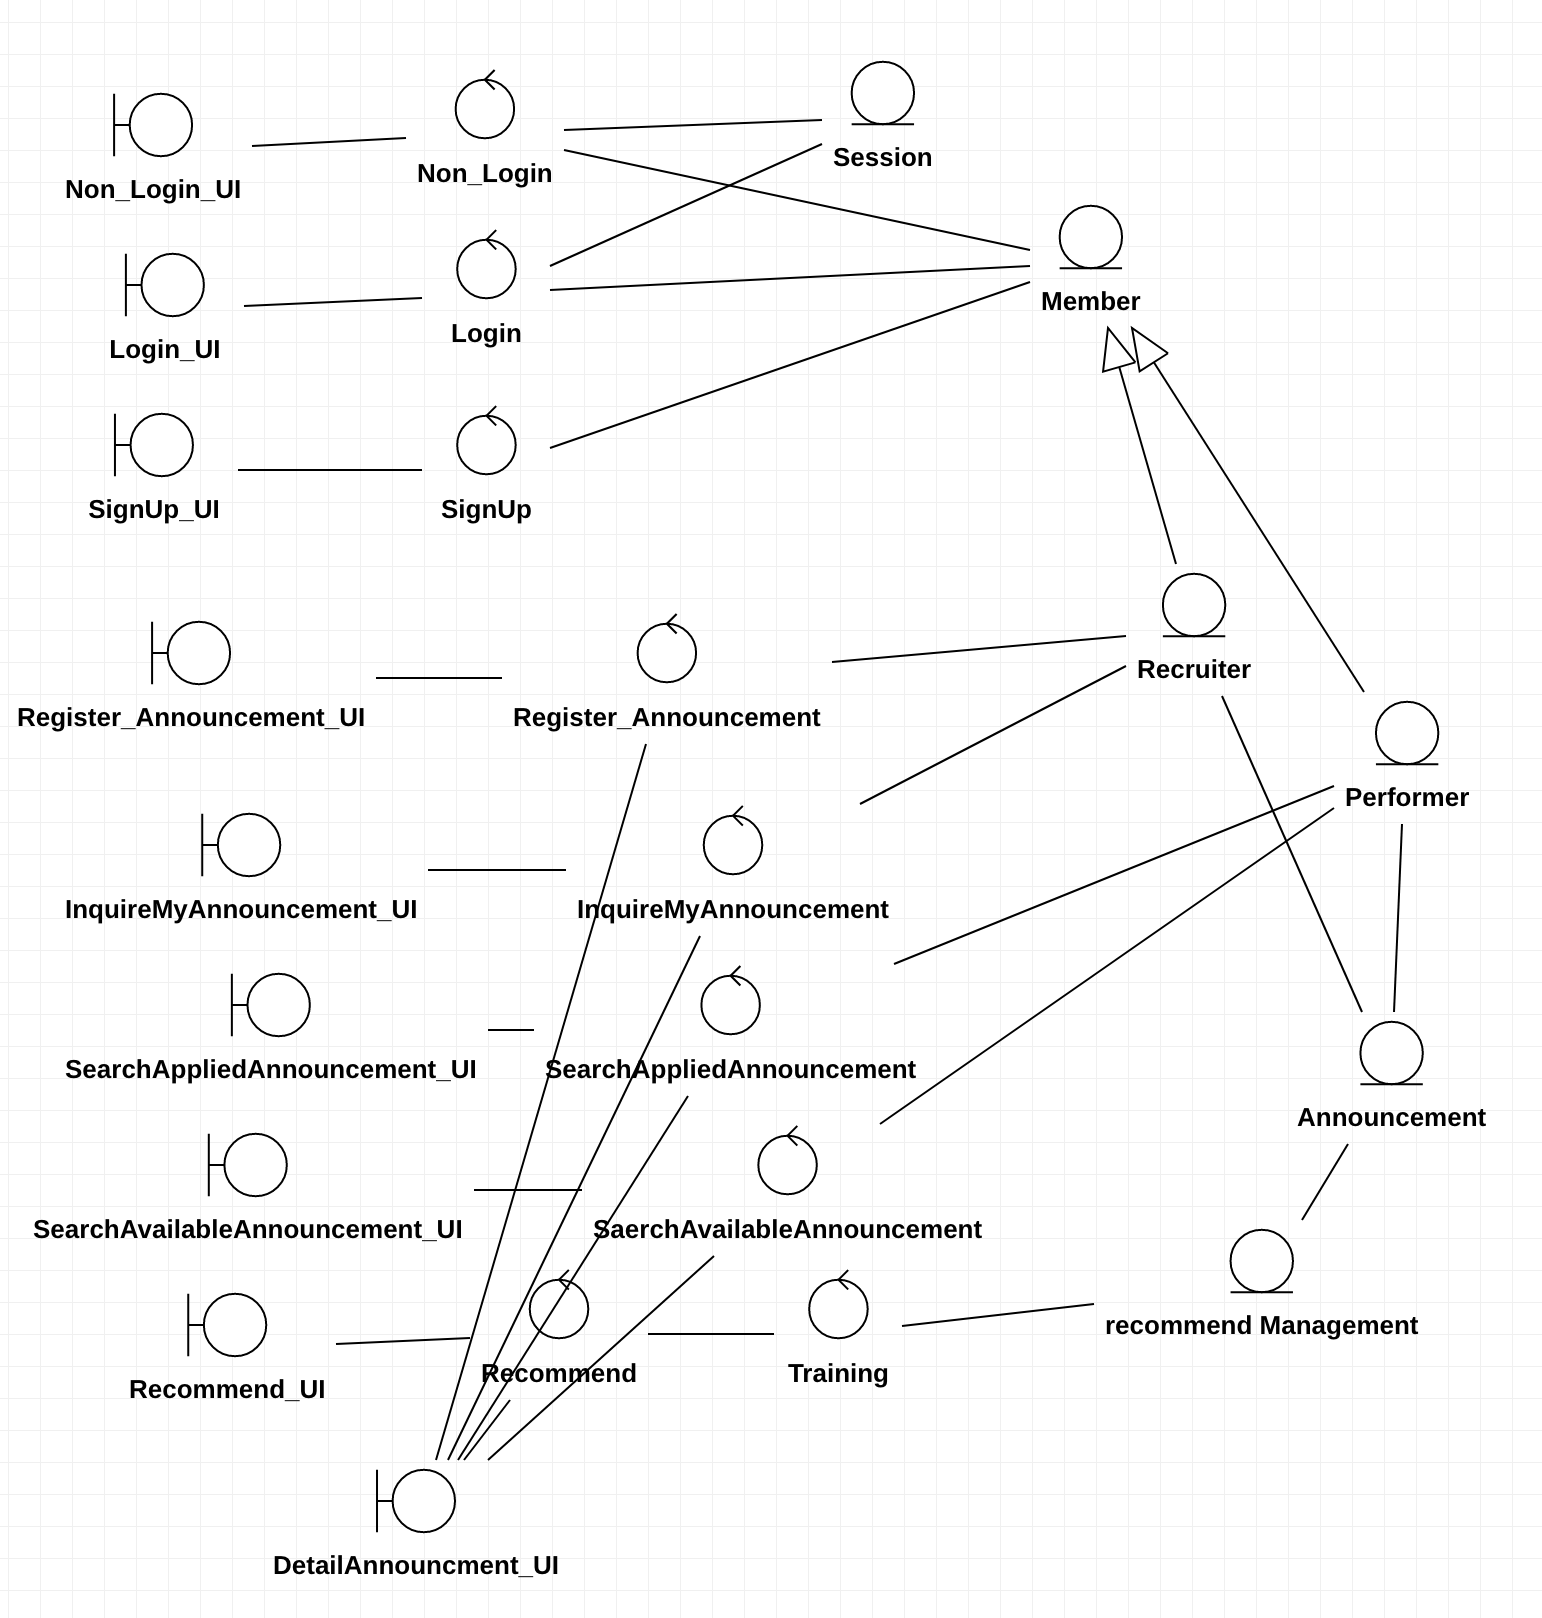 Non_Login_UI
Non_Login
Session
Login_UI
Login
Member
SignUp_UI
SignUp
Register_Announcement_UI
Register_Announcement
Recruiter
Performer
InquireMyAnnouncement_UI
InquireMyAnnouncement
SearchAppliedAnnouncement_UI
SearchAppliedAnnouncement
Announcement
SearchAvailableAnnouncement_UI
SaerchAvailableAnnouncement
recommend Management
Recommend_UI
Recommend
Training
DetailAnnouncment_UI